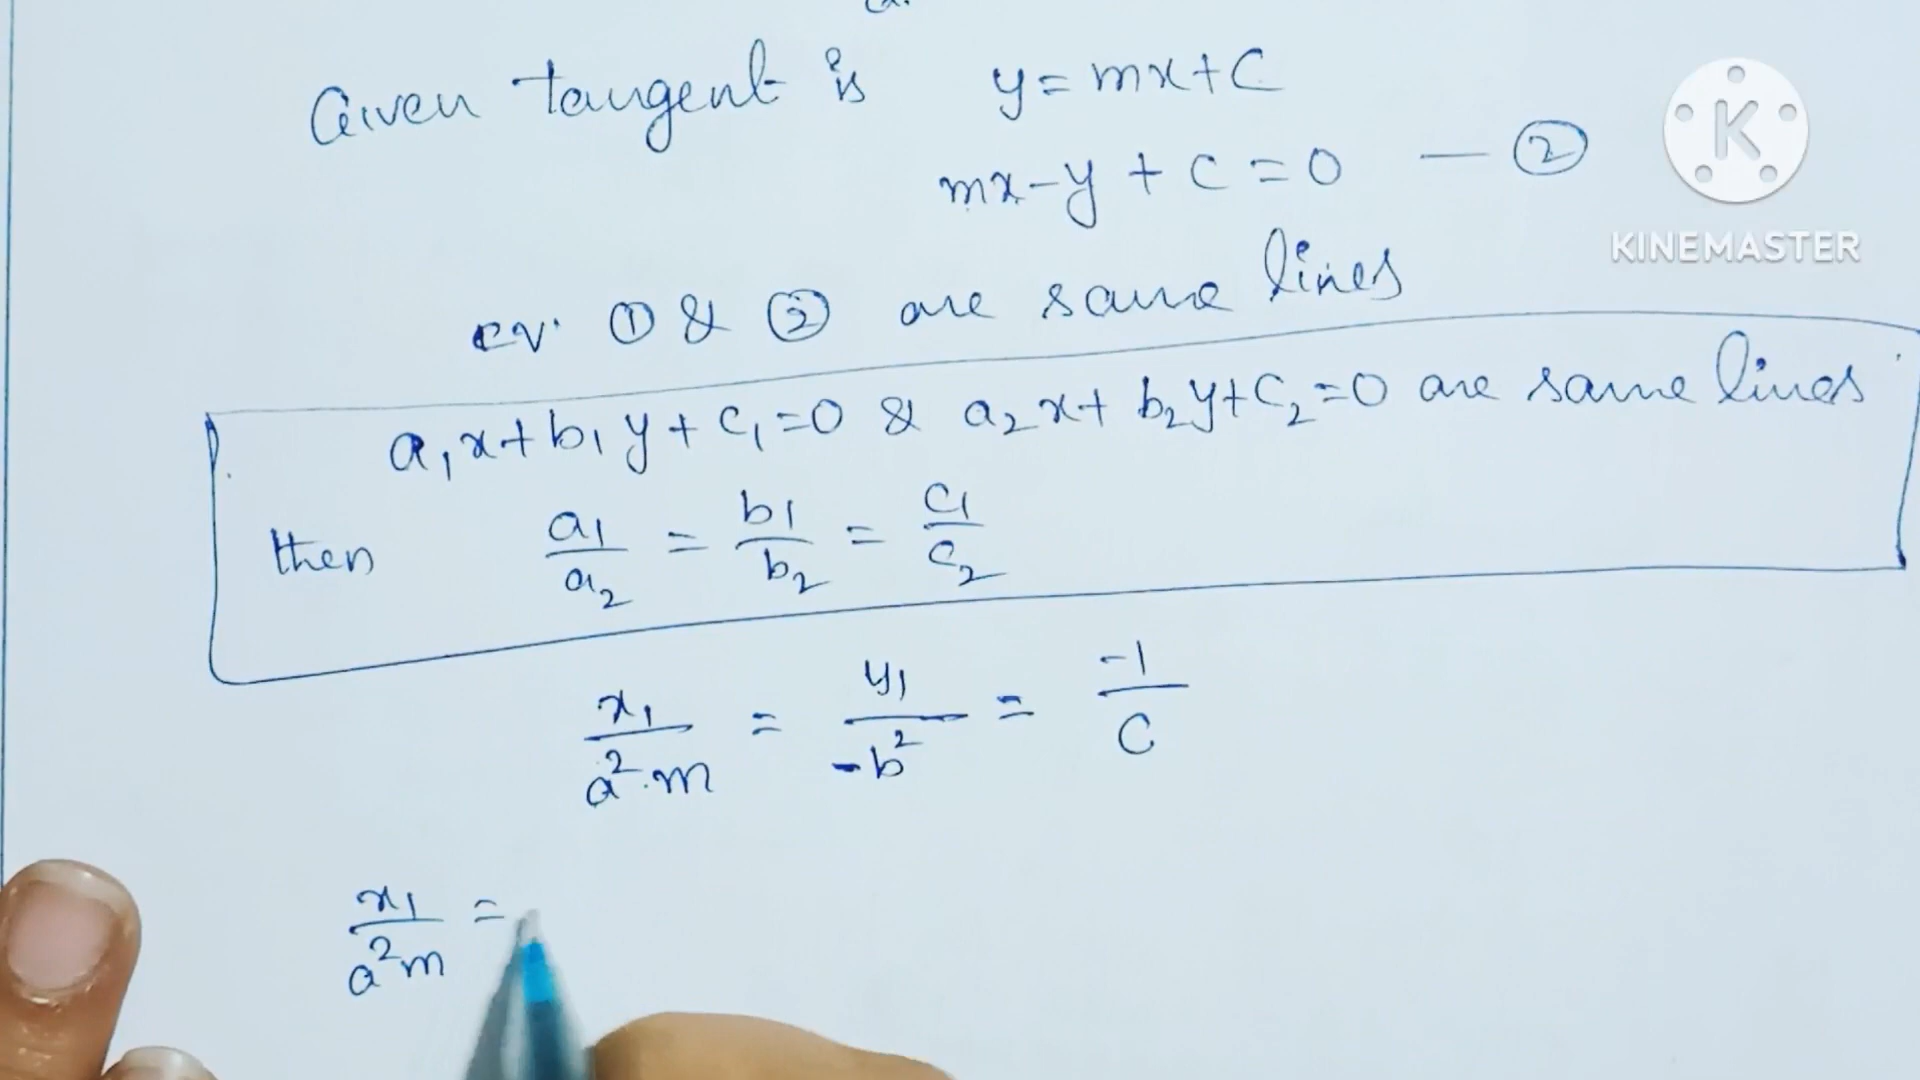 Given tangent is y = mx + c
mx - y + c = 0 — ②
① & ② are same lines
a₁x + b₁y + c₁ = 0 & a₂x + b₂y + c₂ = 0 are same lines
then a₁/a₂ = b₁/b₂ = c₁/c₂
x₁/a²·m = y₁/-b² = -1/c
x₁/a²m =
K
KINEMASTER